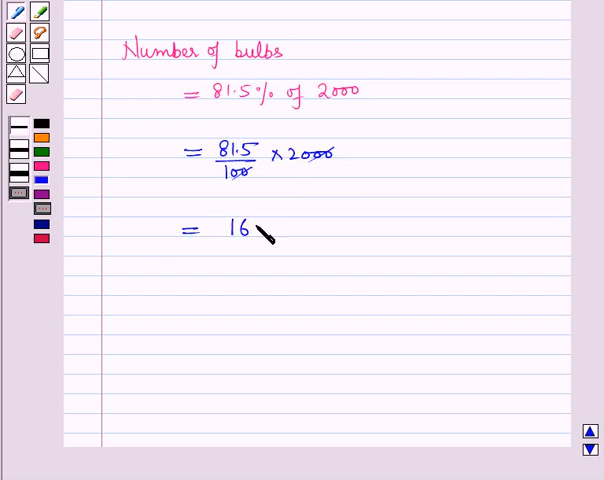 Number of bulbs
= 81.5% of 2000
= 81.5/100 × 2000
= 16